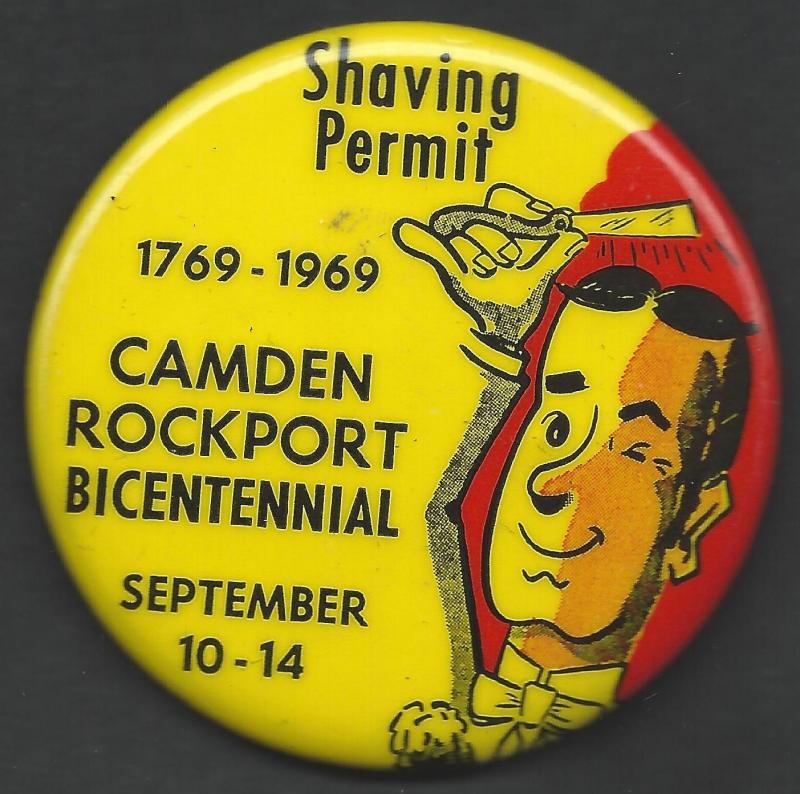 Shaving
Permit
1769 - 1969
CAMDEN
ROCKPORT
BICENTENNIAL
SEPTEMBER
10 - 14